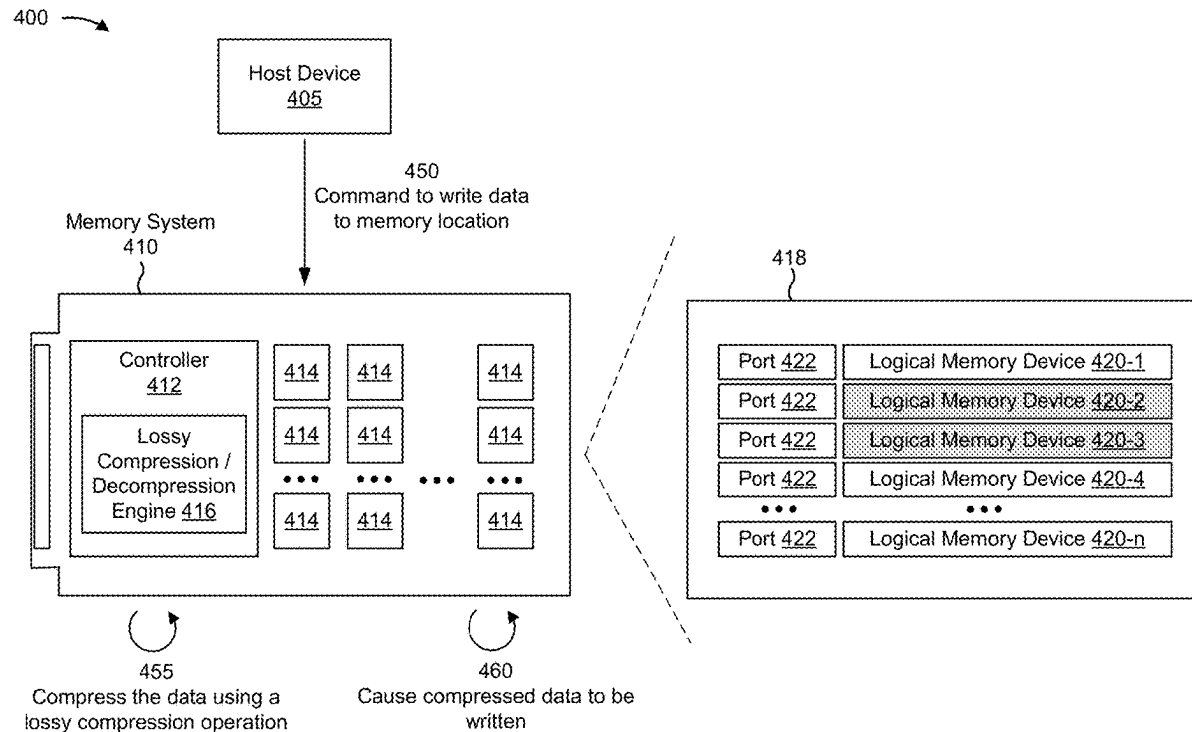 400
Host Device
405
450
Command to write data
to memory location
Memory System
410
Controller
412
Lossy
Compression /
Decompression
Engine 416
414 414 414
414 414 414
••• ••• ••• •••
414 414 414
418
Port 422 Logical Memory Device 420-1
Port 422 Logical Memory Device 420-2
Port 422 Logical Memory Device 420-3
Port 422 Logical Memory Device 420-4
••• •••
Port 422 Logical Memory Device 420-n
455
Compress the data using a
lossy compression operation
460
Cause compressed data to be
written